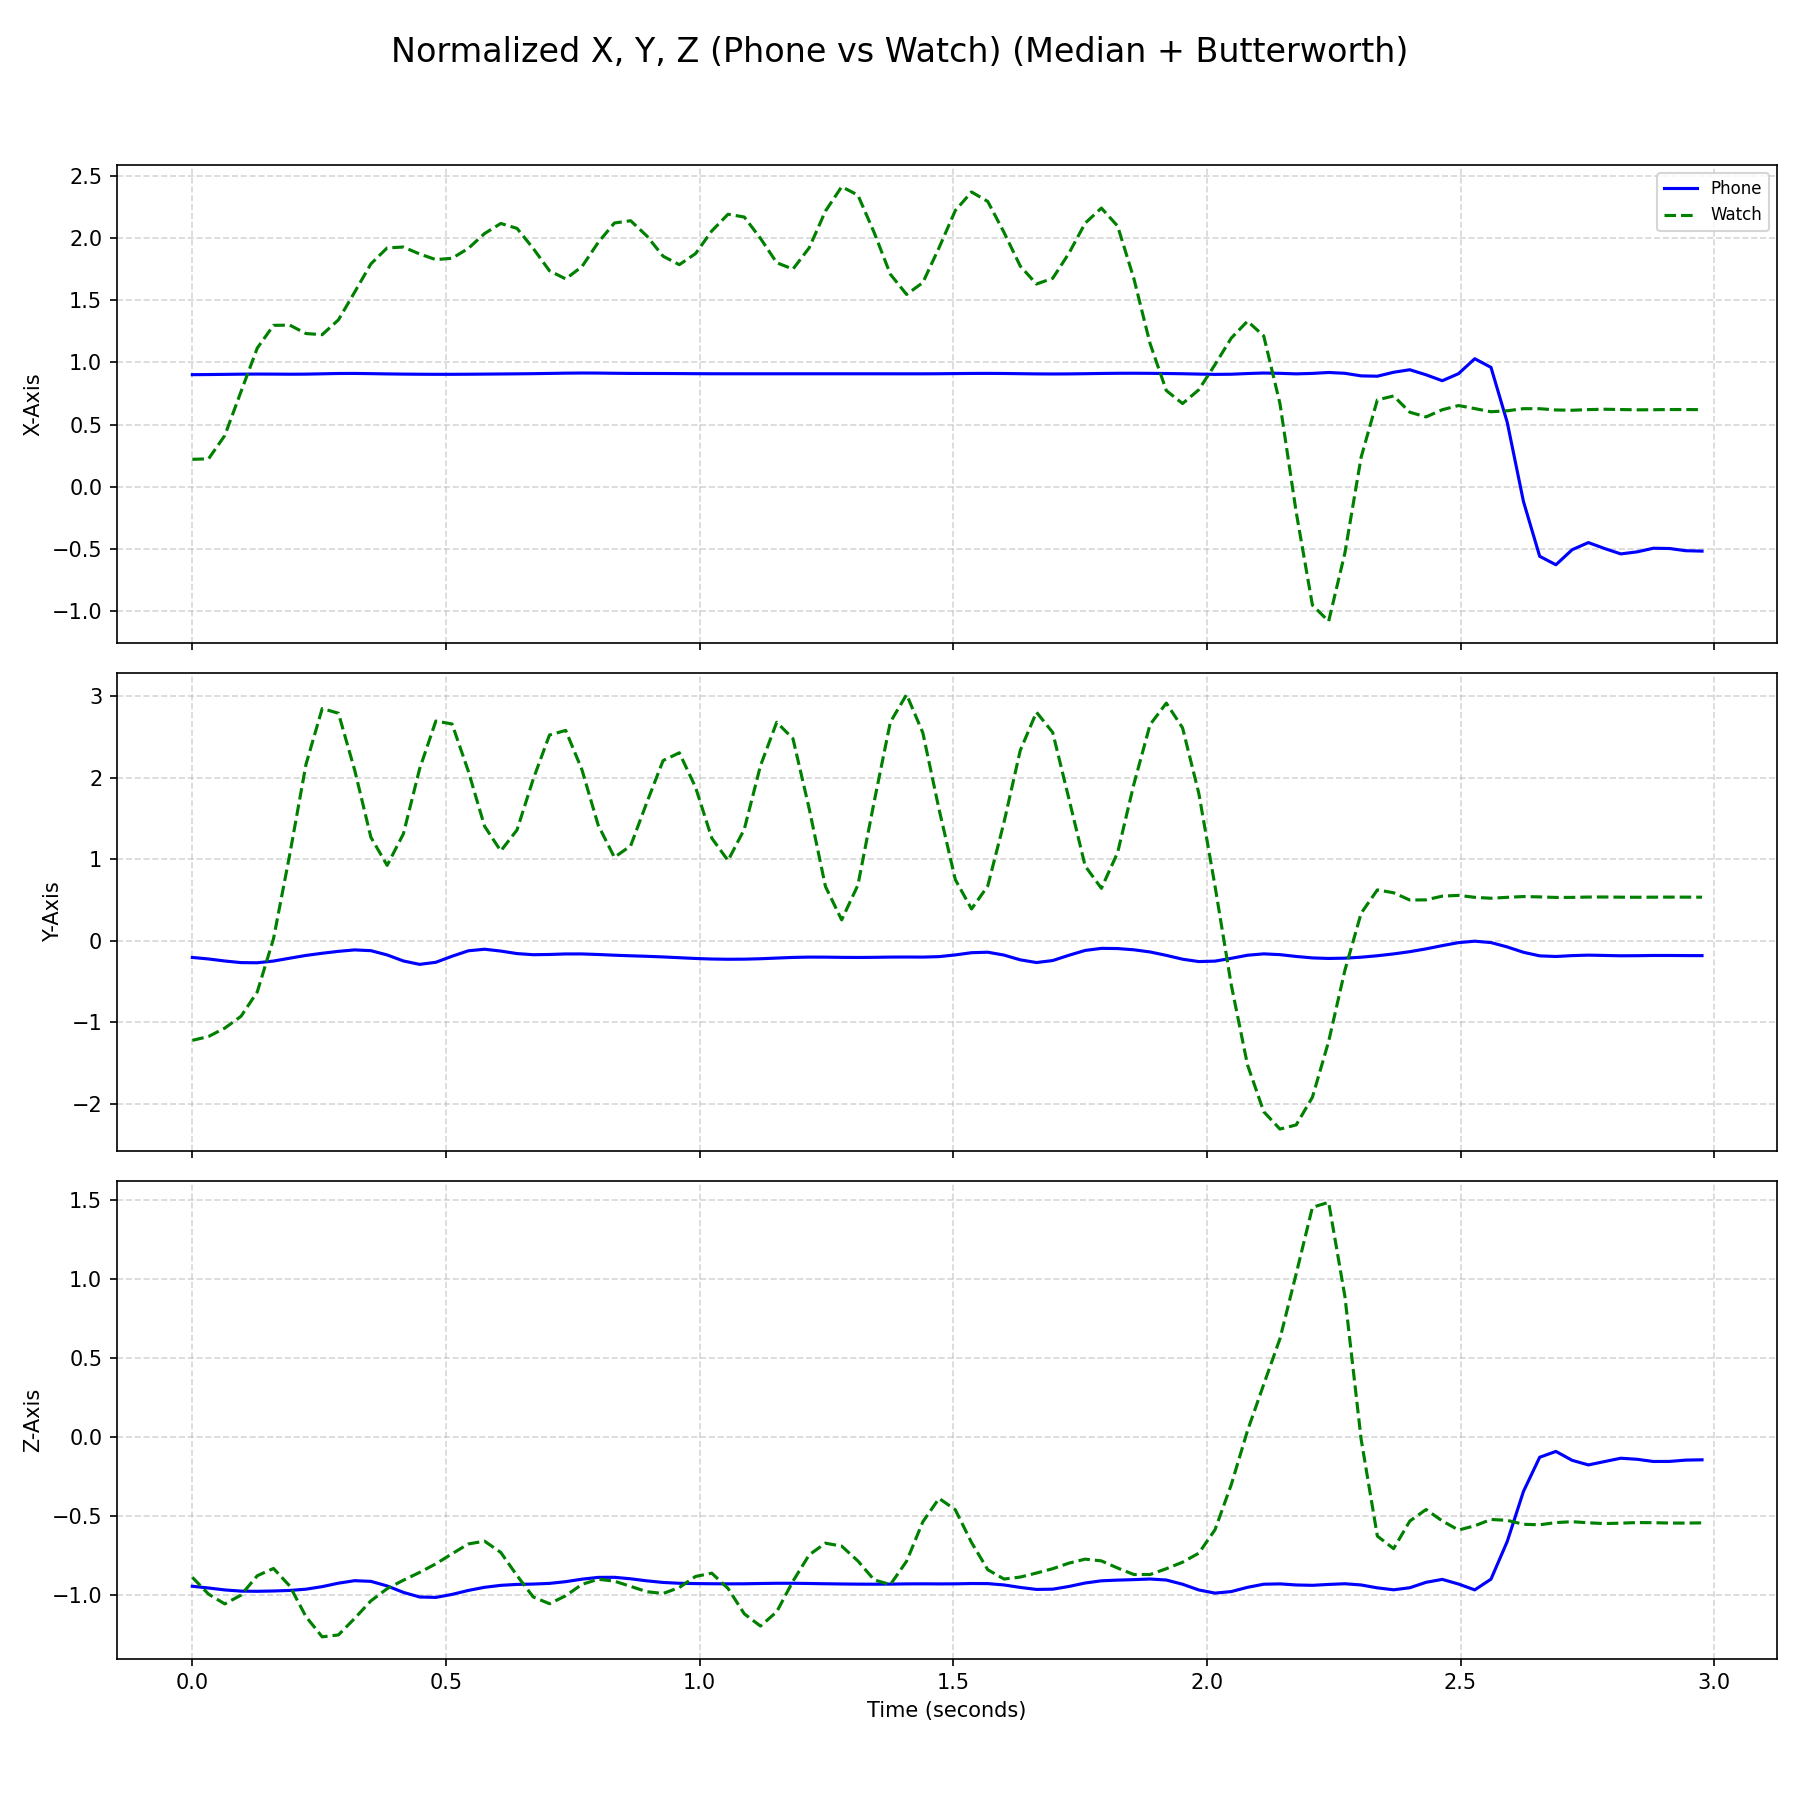 Normalized X, Y, Z (Phone vs Watch) (Median + Butterworth)
Phone
Watch
X-Axis
2.5
2.0
1.5
1.0
0.5
0.0
−0.5
−1.0
Y-Axis
3
2
1
0
−1
−2
Z-Axis
1.5
1.0
0.5
0.0
−0.5
−1.0
0.0 0.5 1.0 1.5 2.0 2.5 3.0
Time (seconds)